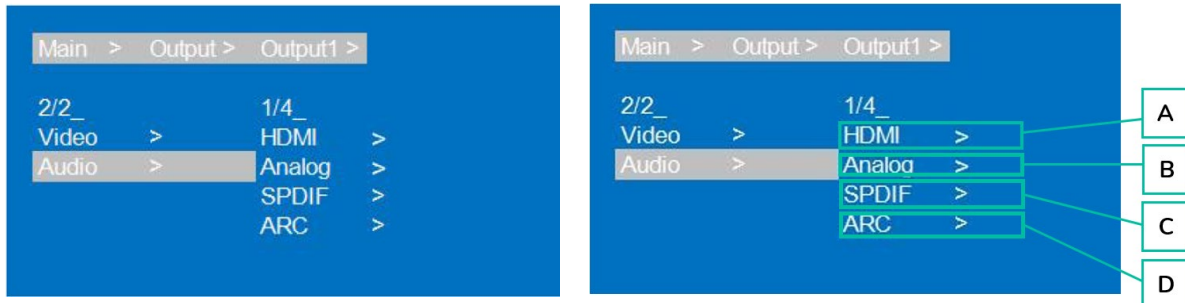 Main > Output > Output1 >
2/2_ 1/4_
Video > HDMI >
Audio > Analog >
SPDIF >
ARC >
Main > Output > Output1 >
2/2_ 1/4_
Video > HDMI >
Audio > Analog >
SPDIF >
ARC >
A
B
C
D